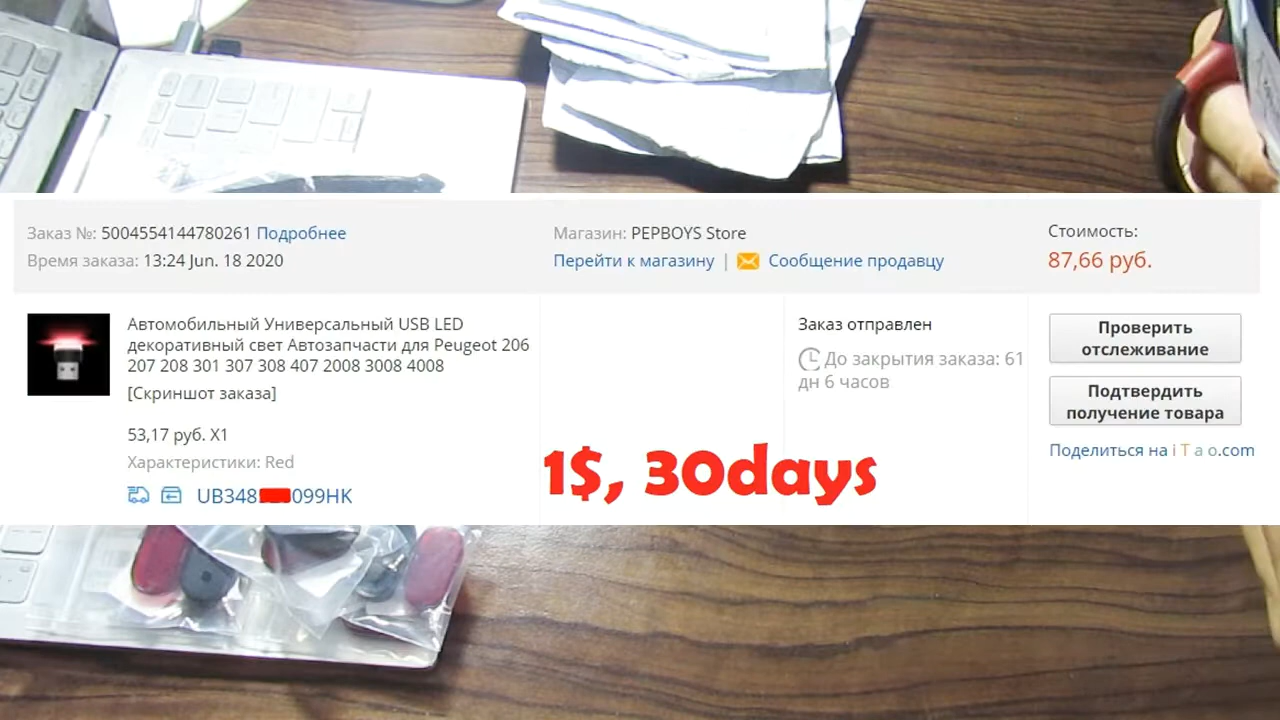 Заказ №: 5004554144780261 Подробнее
Время заказа: 13:24 Jun. 18 2020
Магазин: PEPBOYS Store
Перейти к магазину | Сообщение продавцу
Стоимость:
87,66 руб.
Автомобильный Универсальный USB LED
декоративный свет Автозапчасти для Peugeot 206
207 208 301 307 308 407 2008 3008 4008
[Скриншот заказа]
53,17 руб. X1
Характеристики: Red
UB348 099HK
Заказ отправлен
До закрытия заказа: 61
дн 6 часов
Проверить
отслеживание
Подтвердить
получение товара
Поделиться на iTao.com
1$, 30days